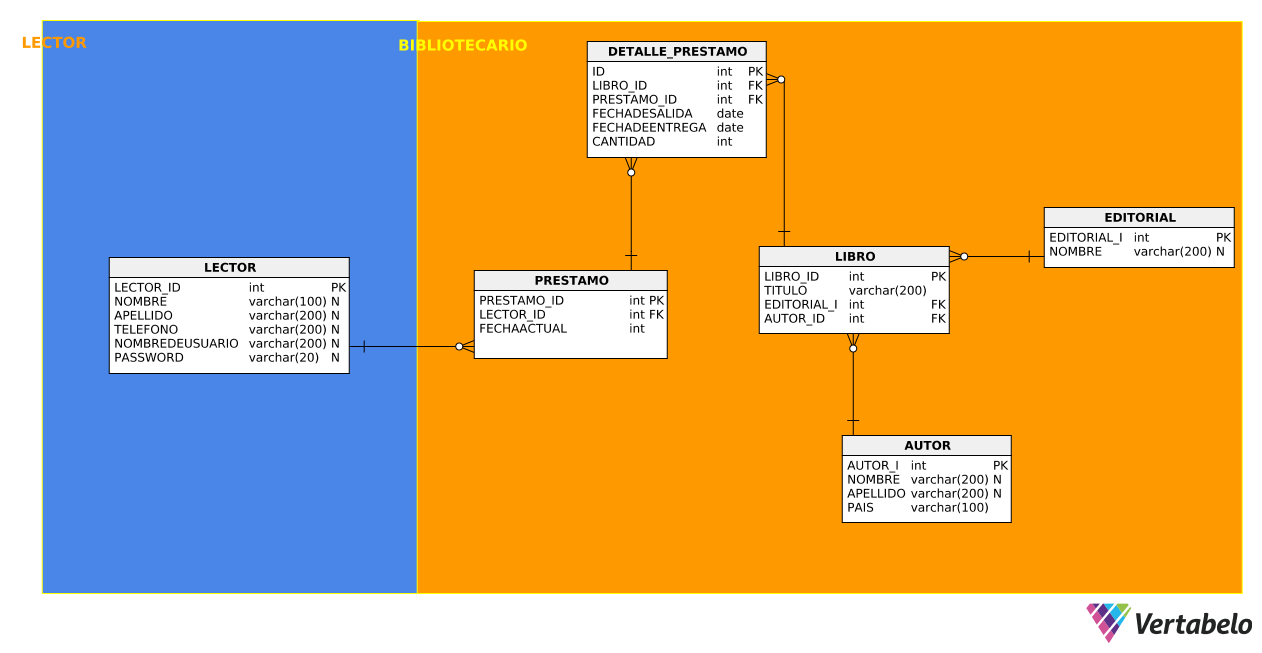 LECTOR
BIBLIOTECARIO
DETALLE_PRESTAMO
ID int PK
LIBRO_ID int FK
PRESTAMO_ID int FK
FECHADESALIDA date
FECHADEENTREGA date
CANTIDAD int
EDITORIAL
EDITORIAL_I int PK
NOMBRE varchar(200) N
LIBRO
LIBRO_ID int PK
TITULO varchar(200)
EDITORIAL_I int FK
AUTOR_ID int FK
LECTOR
LECTOR_ID int PK
NOMBRE varchar(100) N
APELLIDO varchar(200) N
TELEFONO varchar(200) N
NOMBREDEUSUARIO varchar(200) N
PASSWORD varchar(20) N
PRESTAMO
PRESTAMO_ID int PK
LECTOR_ID int FK
FECHAACTUAL int
AUTOR
AUTOR_I int PK
NOMBRE varchar(200) N
APELLIDO varchar(200) N
PAIS varchar(100)
Vertabelo